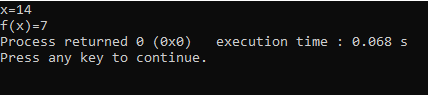 x=14
f(x)=7
Process returned 0 (0x0)   execution time : 0.068 s
Press any key to continue.